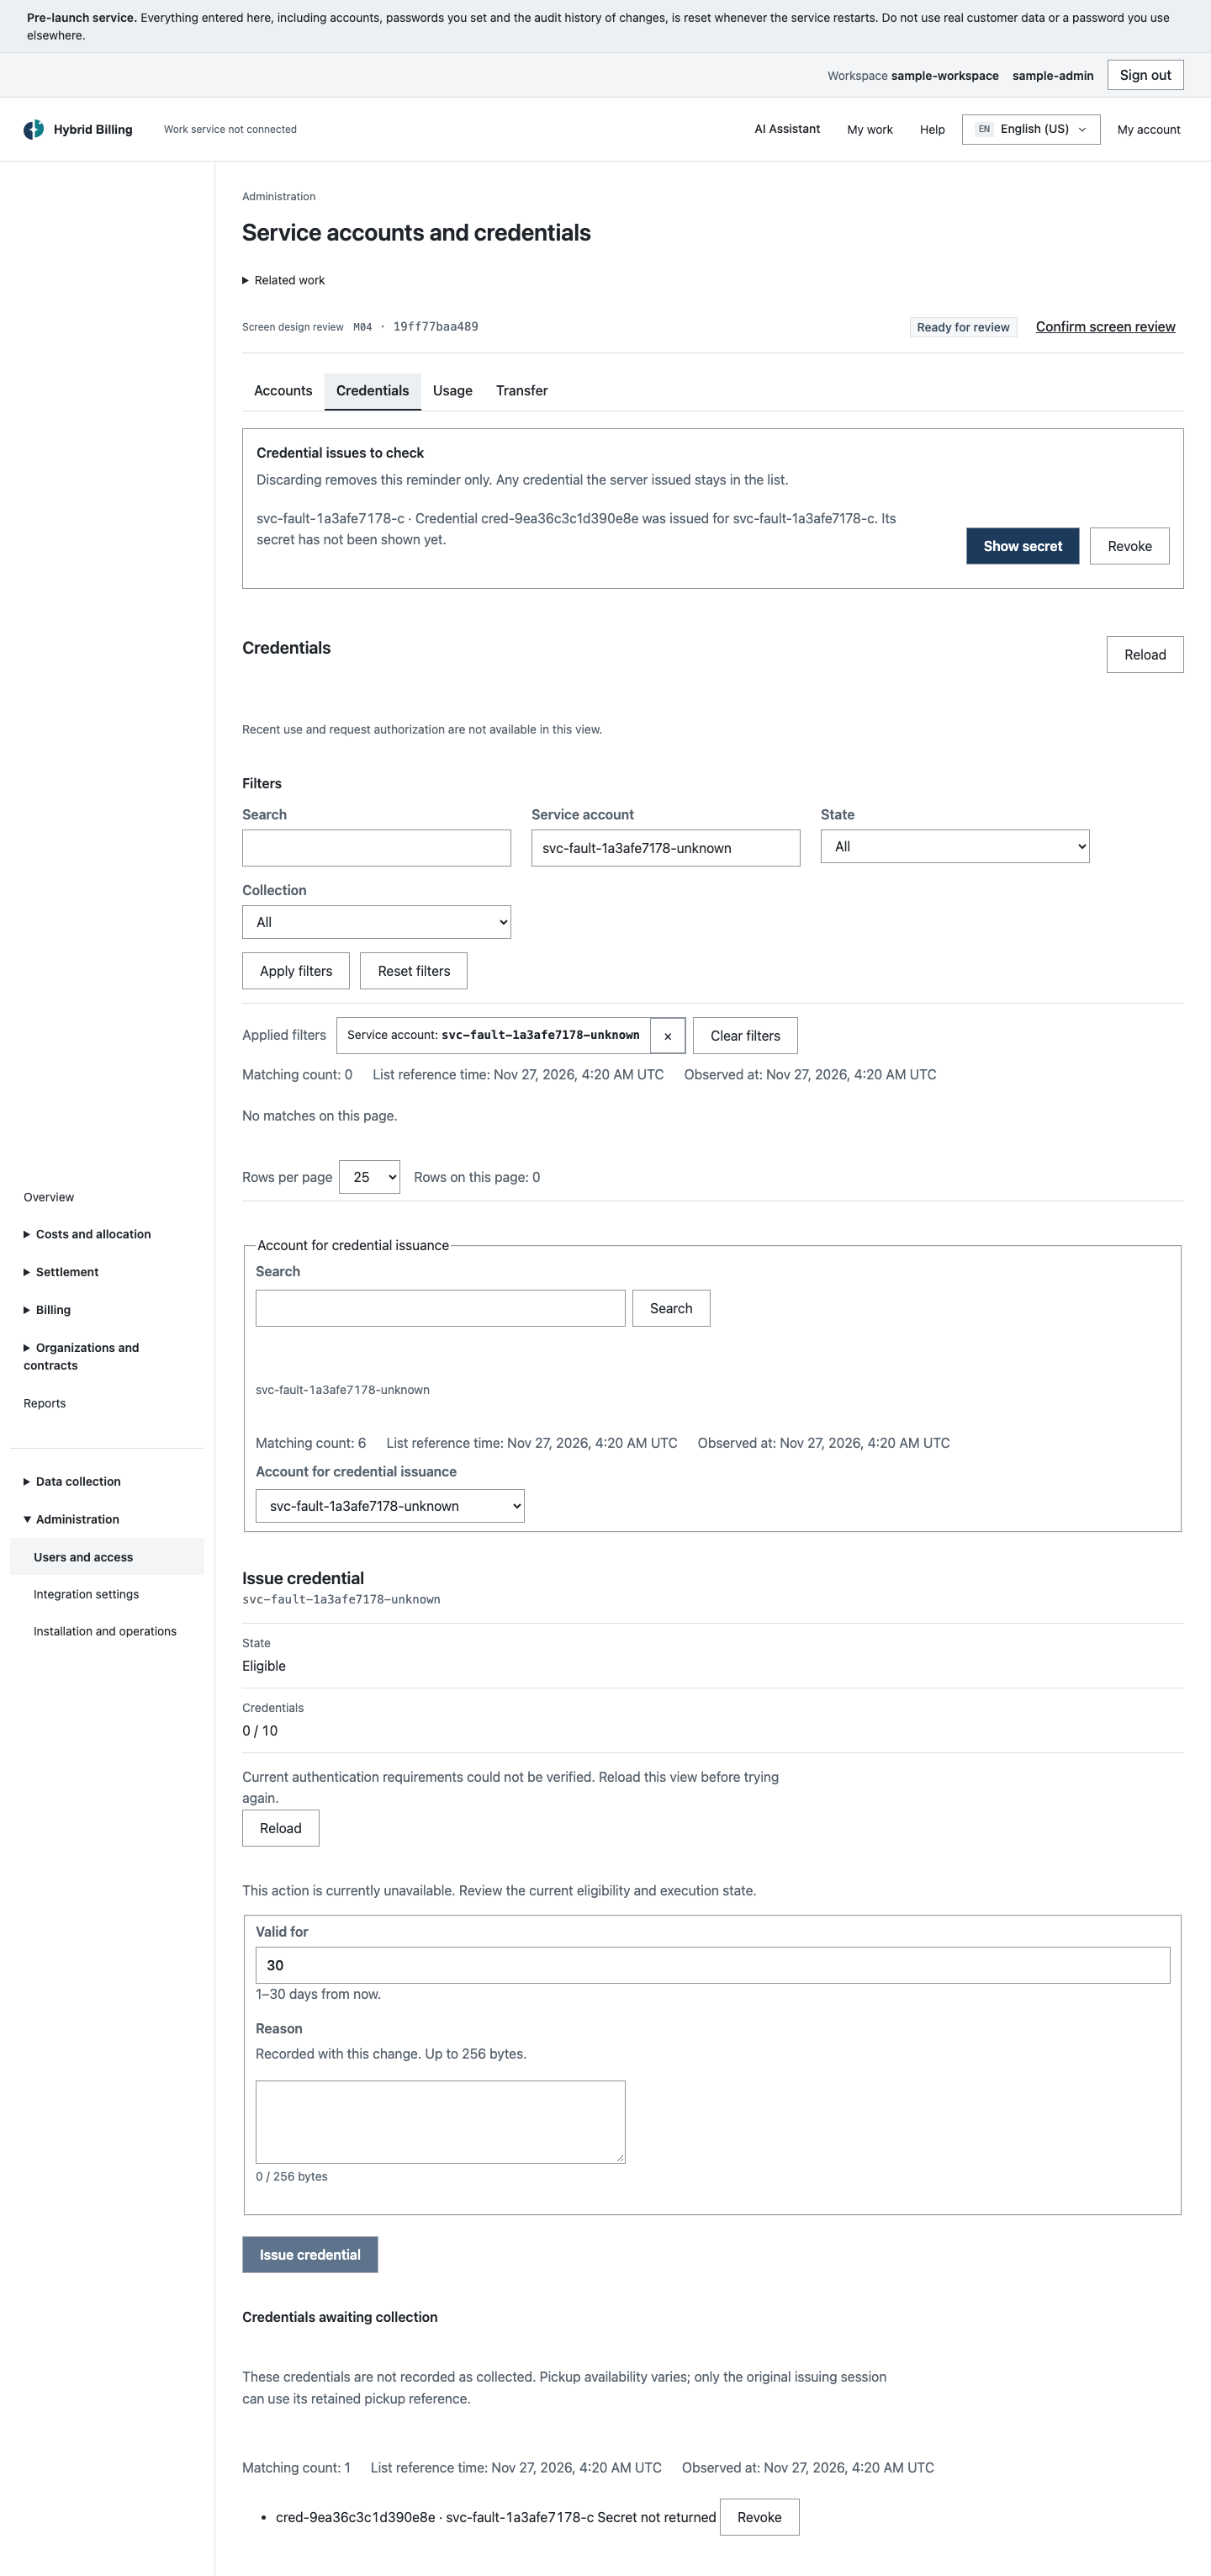 Pre-launch service. Everything entered here, including accounts, passwords you set and the audit history of changes, is reset whenever the service restarts. Do not use real customer data or a password you use
elsewhere.
Workspace sample-workspace sample-admin Sign out
Hybrid Billing Work service not connected AI Assistant My work Help EN English (US) My account
Administration
Service accounts and credentials
Related work
Screen design review M04 · 19ff77baa489 Ready for review Confirm screen review
Accounts Credentials Usage Transfer
Credential issues to check
Discarding removes this reminder only. Any credential the server issued stays in the list.
svc-fault-1a3afe7178-c · Credential cred-9ea36c3c1d390e8e was issued for svc-fault-1a3afe7178-c. Its
secret has not been shown yet.
Show secret Revoke
Credentials Reload
Recent use and request authorization are not available in this view.
Filters
Search Service account State
svc-fault-1a3afe7178-unknown All
Collection
All
Apply filters Reset filters
Applied filters Service account: svc-fault-1a3afe7178-unknown × Clear filters
Matching count: 0 List reference time: Nov 27, 2026, 4:20 AM UTC Observed at: Nov 27, 2026, 4:20 AM UTC
No matches on this page.
Rows per page 25 Rows on this page: 0
Overview
Costs and allocation
Settlement
Billing
Organizations and
contracts
Reports
Data collection
Administration
Users and access
Integration settings
Installation and operations
Account for credential issuance
Search
Search
svc-fault-1a3afe7178-unknown
Matching count: 6 List reference time: Nov 27, 2026, 4:20 AM UTC Observed at: Nov 27, 2026, 4:20 AM UTC
Account for credential issuance
svc-fault-1a3afe7178-unknown
Issue credential
svc-fault-1a3afe7178-unknown
State
Eligible
Credentials
0 / 10
Current authentication requirements could not be verified. Reload this view before trying
again.
Reload
This action is currently unavailable. Review the current eligibility and execution state.
Valid for
30
1–30 days from now.
Reason
Recorded with this change. Up to 256 bytes.
0 / 256 bytes
Issue credential
Credentials awaiting collection
These credentials are not recorded as collected. Pickup availability varies; only the original issuing session
can use its retained pickup reference.
Matching count: 1 List reference time: Nov 27, 2026, 4:20 AM UTC Observed at: Nov 27, 2026, 4:20 AM UTC
• cred-9ea36c3c1d390e8e · svc-fault-1a3afe7178-c Secret not returned Revoke